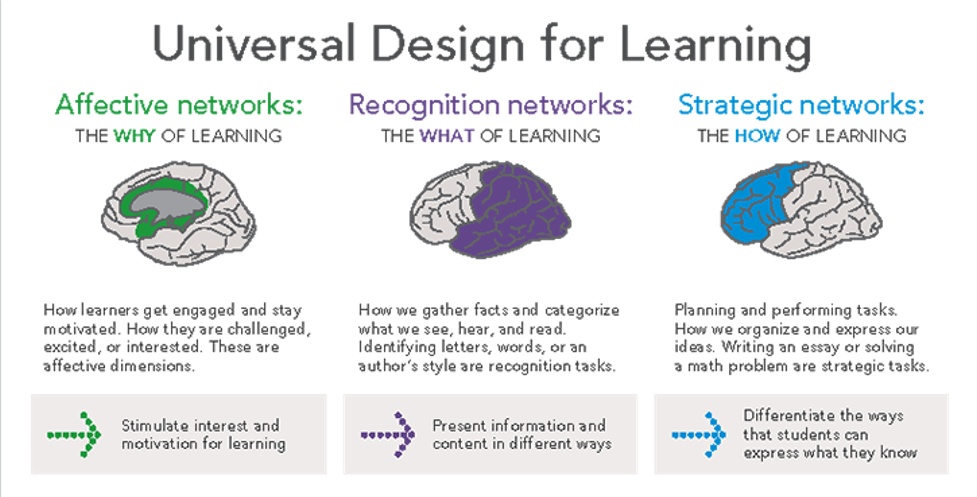 Universal Design for Learning
Affective networks:
THE WHY OF LEARNING
How learners get engaged and stay
motivated. How they are challenged,
excited, or interested. These are
affective dimensions.
Stimulate interest and
motivation for learning
Recognition networks:
THE WHAT OF LEARNING
How we gather facts and categorize
what we see, hear, and read.
Identifying letters, words, or an
author's style are recognition tasks.
Present information and
content in different ways
Strategic networks:
THE HOW OF LEARNING
Planning and performing tasks.
How we organize and express our
ideas. Writing an essay or solving
a math problem are strategic tasks.
Differentiate the ways
that students can
express what they know